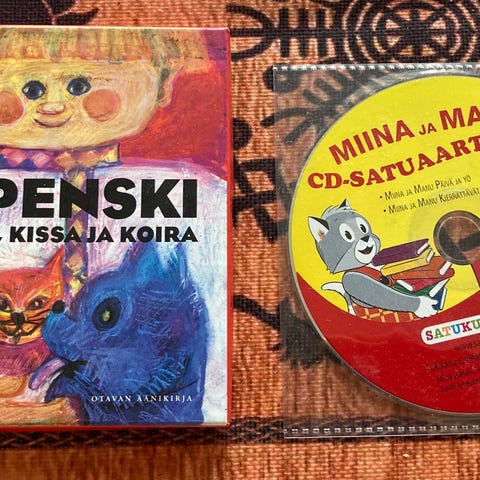 PENSKI
, KISSA JA KOIRA
OTAVAN ÄÄNIKIRJA
MIINA JA MA
CD-SATUAART
• MIINA JA MANU PÄIVÄ JA YÖ
• MIINA JA MANU KIERRÄTTÄVÄT
SATUKU